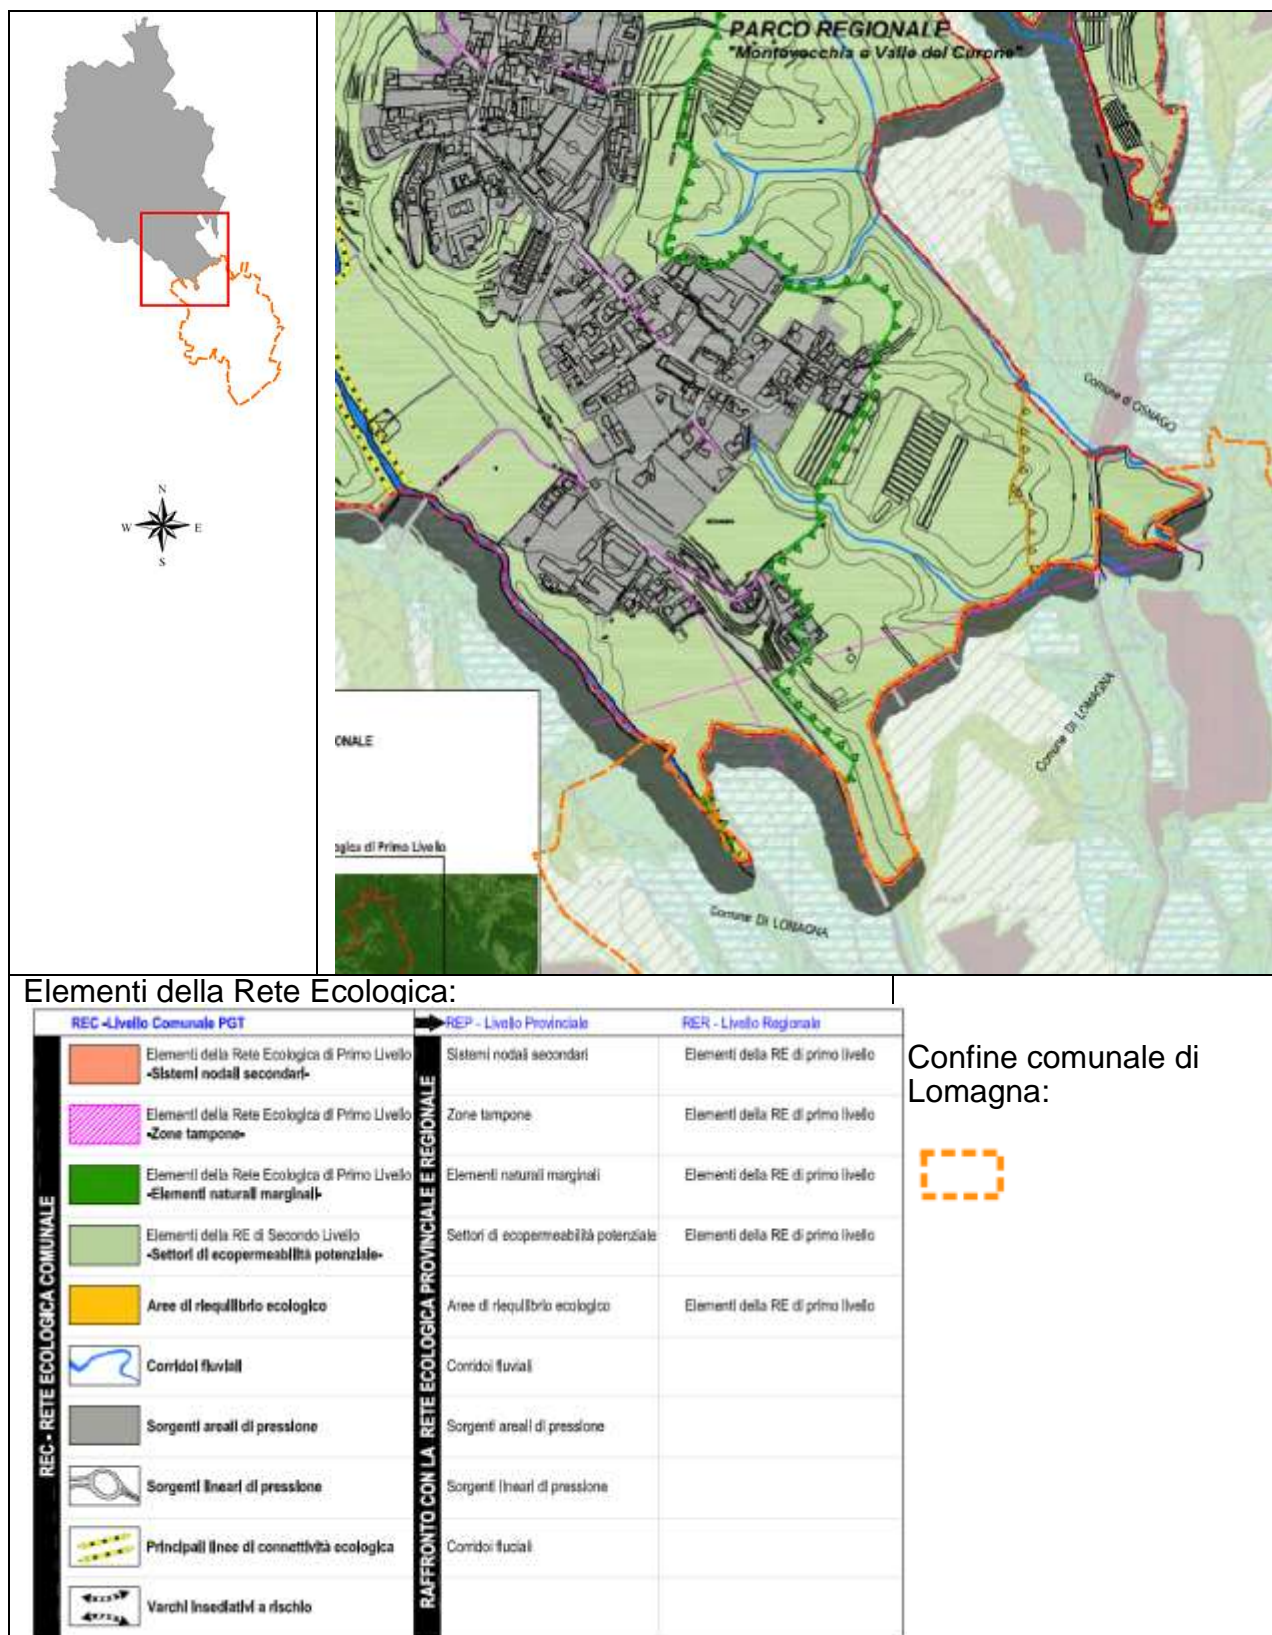 PARCO REGIONALE
"Montevecchia e Valle del Curone"
N
W
E
S
Comune di OSNAGO
Comune DI LOMAGNA
ONALE
ogica di Primo Livello
Comune DI LOMAGNA
Elementi della Rete Ecologica:
REC -Livello Comunale PGT
REP - Livello Provinciale
RER - Livello Regionale
REC - RETE ECOLOGICA COMUNALE
RAFFRONTO CON LA RETE ECOLOGICA PROVINCIALE E REGIONALE
Elementi della Rete Ecologica di Primo Livello
-Sistemi nodali secondari-
Sistemi nodali secondari
Elementi della RE di primo livello
Elementi della Rete Ecologica di Primo Livello
-Zone tampone-
Zone tampone
Elementi della RE di primo livello
Elementi della Rete Ecologica di Primo Livello
-Elementi naturali marginali-
Elementi naturali marginali
Elementi della RE di primo livello
Elementi della RE di Secondo Livello
-Settori di ecopermeabilità potenziale-
Settori di ecopermeabilità potenziale
Elementi della RE di primo livello
Aree di riequilibrio ecologico
Aree di riequilibrio ecologico
Elementi della RE di primo livello
Corridoi fluviali
Corridoi fluviali
Sorgenti areali di pressione
Sorgenti areali di pressione
Sorgenti lineari di pressione
Sorgenti lineari di pressione
Principali linee di connettività ecologica
Corridoi fluciali
Varchi insediativi a rischio
Confine comunale di
Lomagna: